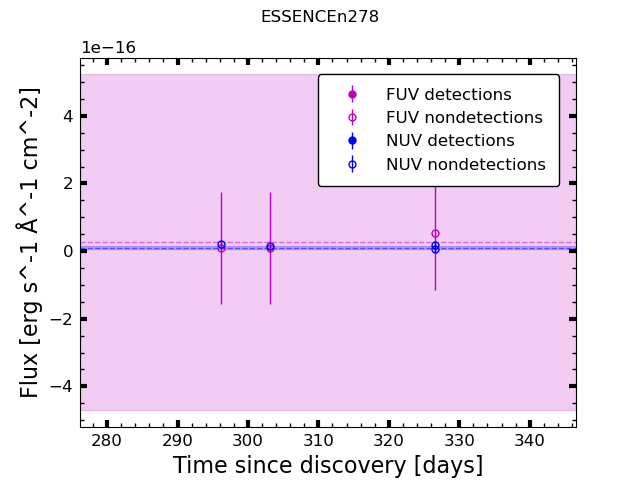 ESSENCEn278
1e−16
FUV detections
FUV nondetections
NUV detections
NUV nondetections
4
2
0
−2
−4
Flux [erg s^-1 Å^-1 cm^-2]
280 290 300 310 320 330 340
Time since discovery [days]